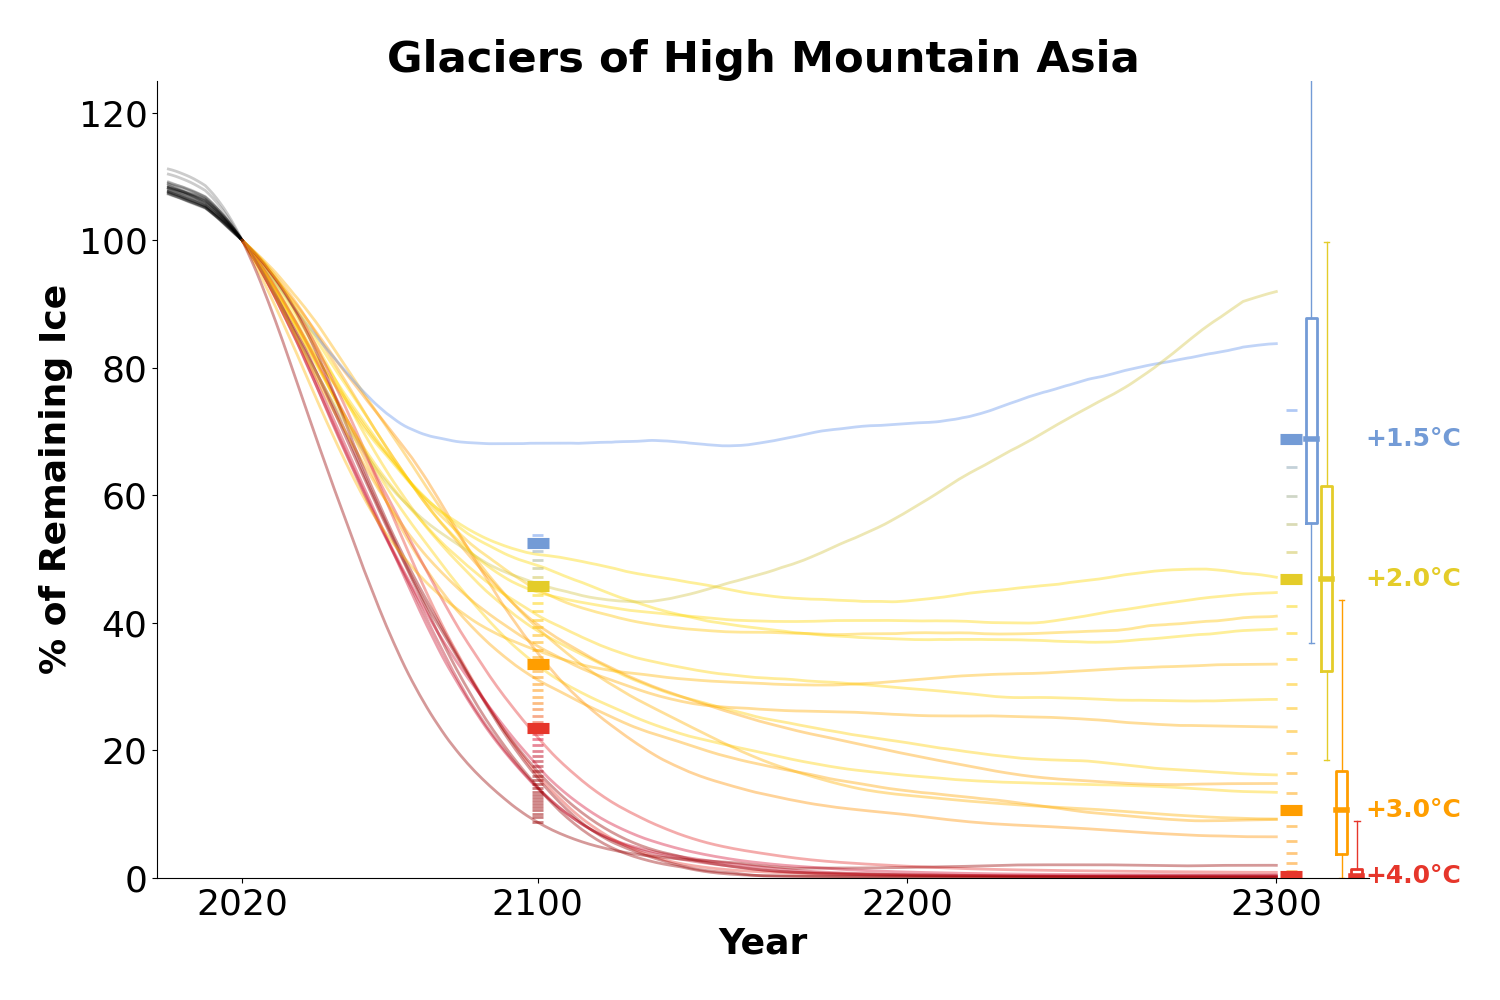 Glaciers of High Mountain Asia
% of Remaining Ice
120
100
80
60
40
20
0
+1.5°C
+2.0°C
+3.0°C
+4.0°C
2020
2100
2200
2300
Year